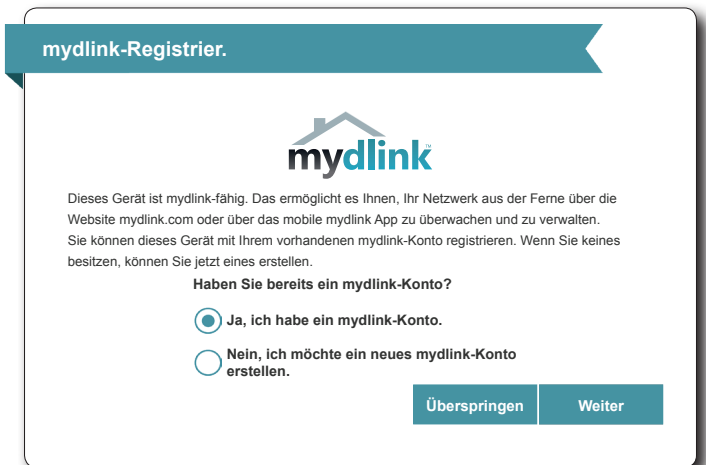 mydlink-Registrier.
mydlink™
Dieses Gerät ist mydlink-fähig. Das ermöglicht es Ihnen, Ihr Netzwerk aus der Ferne über die
Website mydlink.com oder über das mobile mydlink App zu überwachen und zu verwalten.
Sie können dieses Gerät mit Ihrem vorhandenen mydlink-Konto registrieren. Wenn Sie keines
besitzen, können Sie jetzt eines erstellen.
Haben Sie bereits ein mydlink-Konto?
Ja, ich habe ein mydlink-Konto.
Nein, ich möchte ein neues mydlink-Konto
erstellen.
Überspringen Weiter